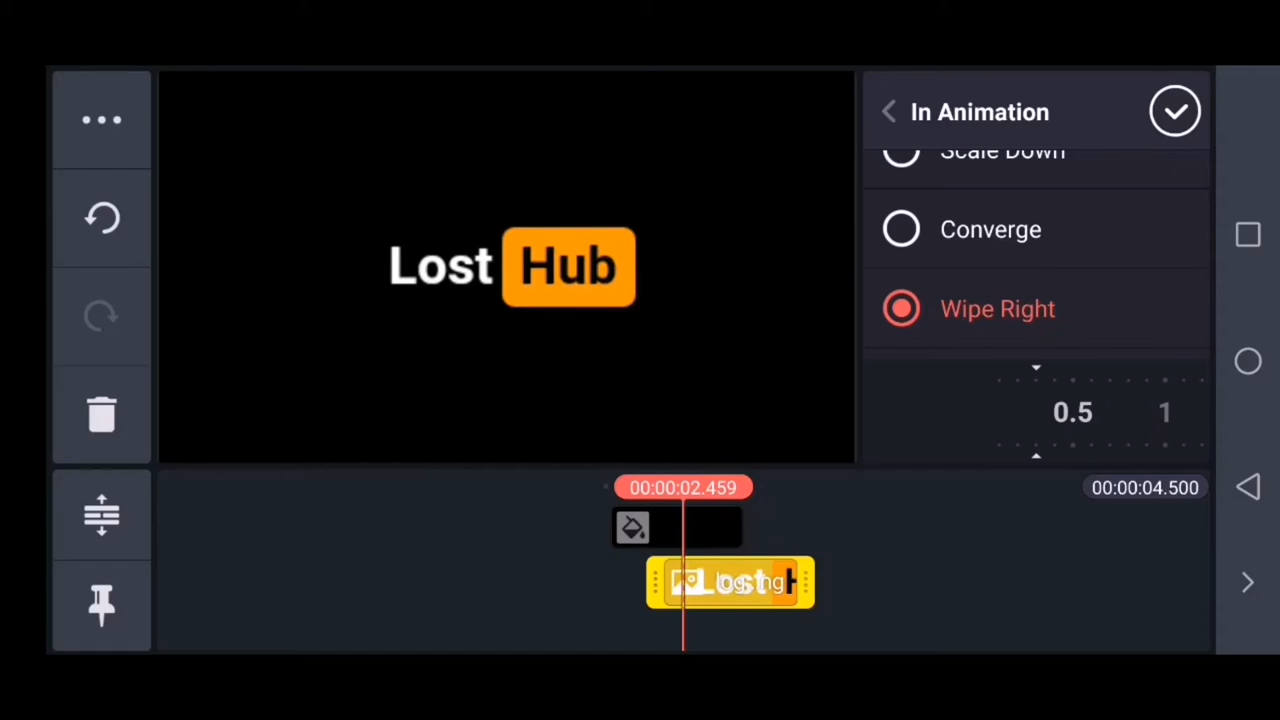 In Animation
Scale Down
Converge
Wipe Right
0.5
1
Lost Hub
00:00:02.459
00:00:04.500
Lost H